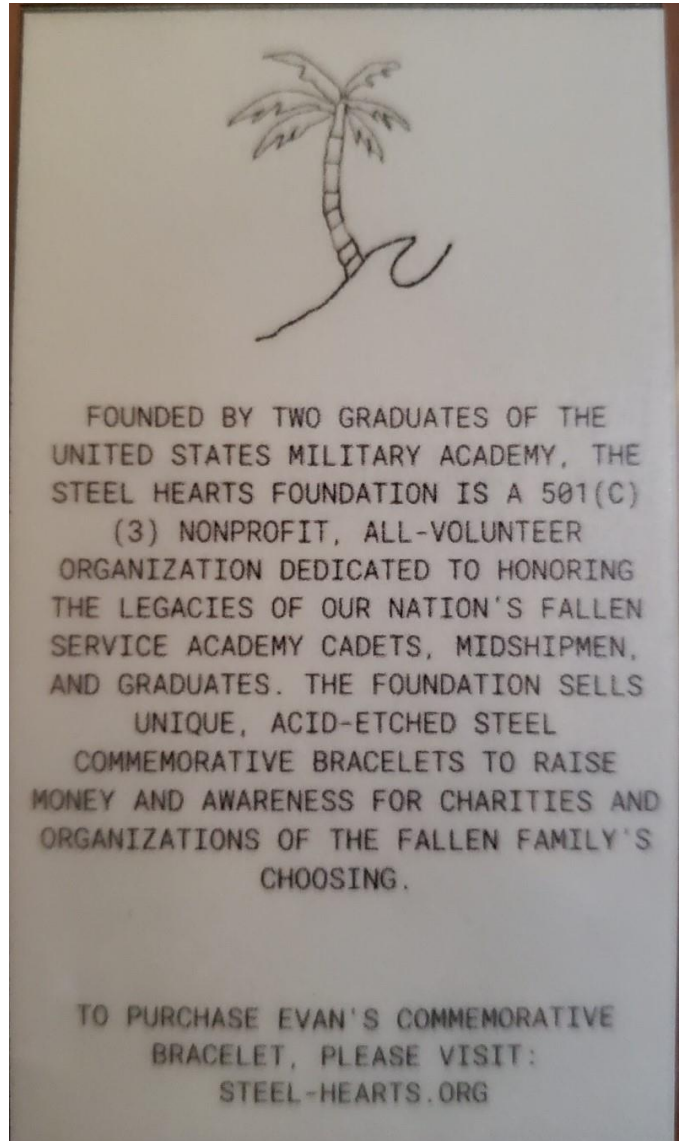 FOUNDED BY TWO GRADUATES OF THE
UNITED STATES MILITARY ACADEMY, THE
STEEL HEARTS FOUNDATION IS A 501(C)
(3) NONPROFIT, ALL-VOLUNTEER
ORGANIZATION DEDICATED TO HONORING
THE LEGACIES OF OUR NATION'S FALLEN
SERVICE ACADEMY CADETS, MIDSHIPMEN,
AND GRADUATES. THE FOUNDATION SELLS
UNIQUE, ACID-ETCHED STEEL
COMMEMORATIVE BRACELETS TO RAISE
MONEY AND AWARENESS FOR CHARITIES AND
ORGANIZATIONS OF THE FALLEN FAMILY'S
CHOOSING.
TO PURCHASE EVAN'S COMMEMORATIVE
BRACELET, PLEASE VISIT:
STEEL-HEARTS.ORG